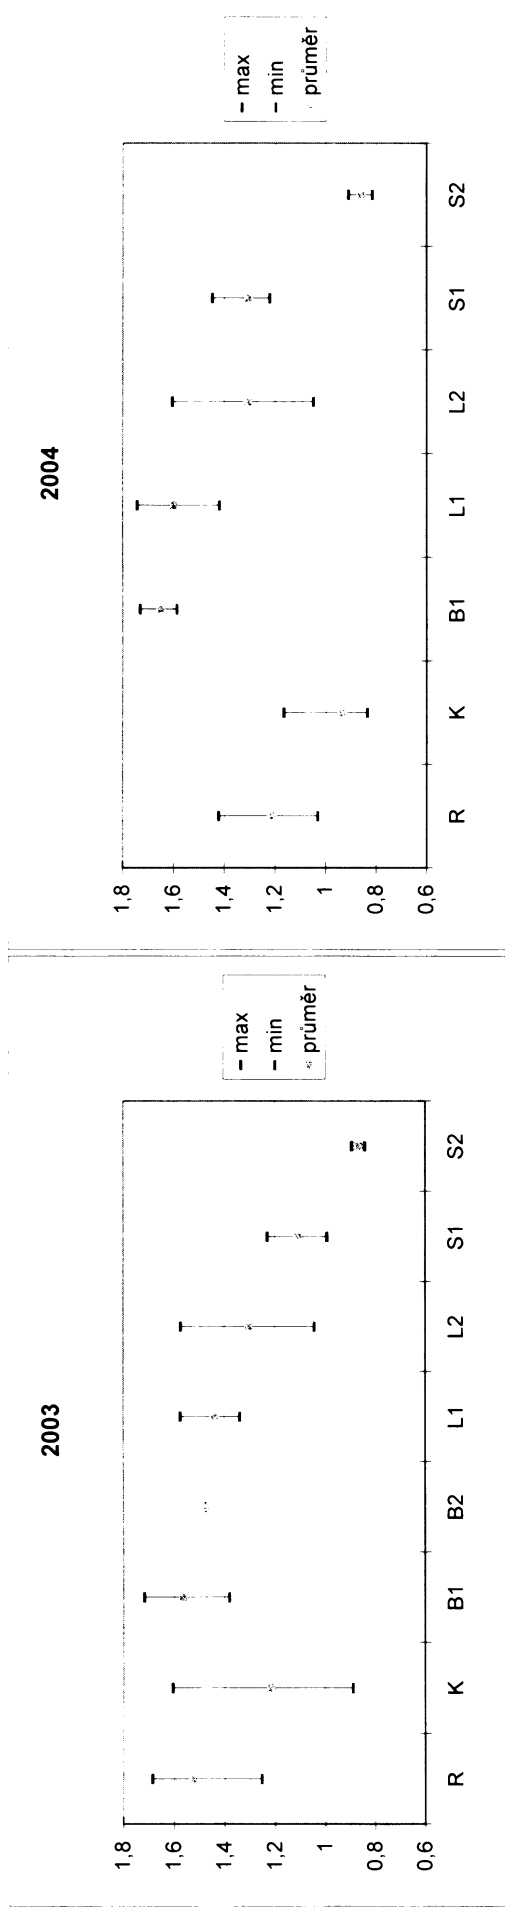 2003
1,8
1,6
1,4
1,2
1
0,8
0,6
R K B1 B2 L1 L2 S1 S2
max
min
průměr
2004
1,8
1,6
1,4
1,2
1
0,8
0,6
R K B1 L1 L2 S1 S2
max
min
průměr